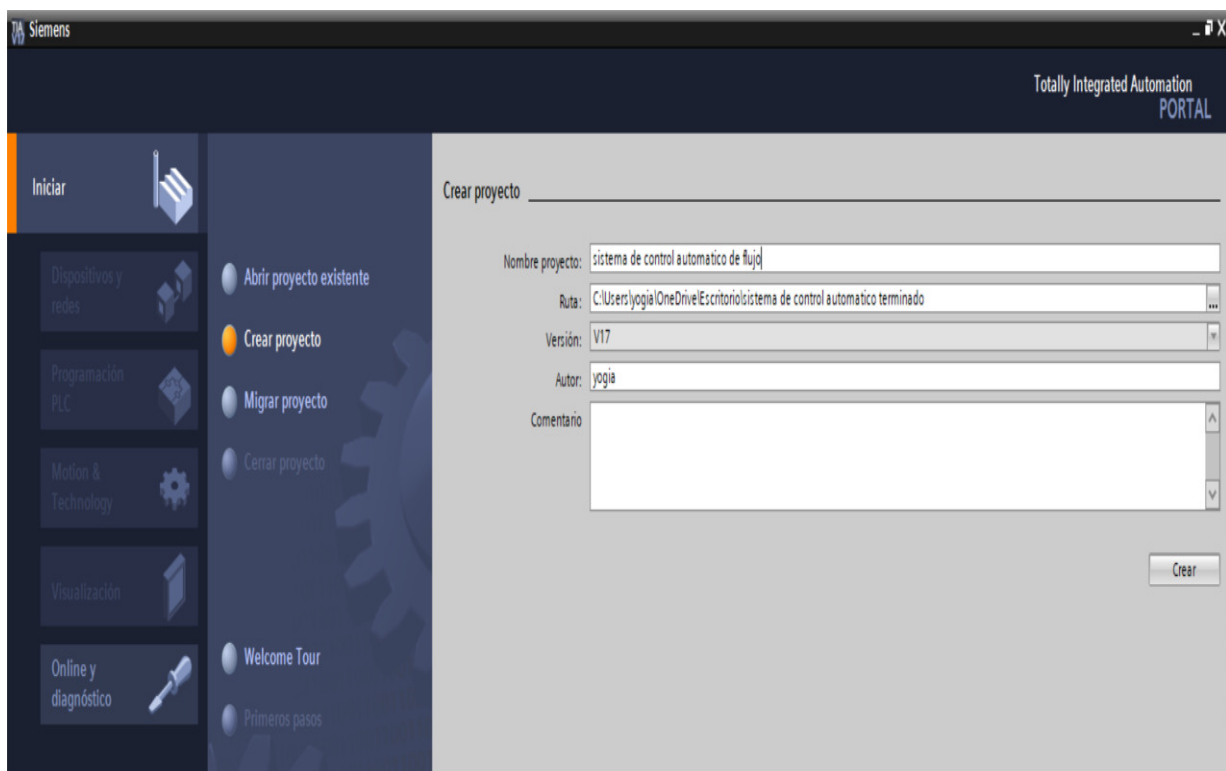 Siemens
Totally Integrated Automation
PORTAL
Iniciar
Dispositivos y
redes
Programación
PLC
Motion &
Technology
Visualización
Online y
diagnóstico
Abrir proyecto existente
Crear proyecto
Migrar proyecto
Cerrar proyecto
Welcome Tour
Primeros pasos
Crear proyecto
Nombre proyecto: sistema de control automatico de flujo
Ruta: C:\Users\yogia\OneDrive\Escritorio\sistema de control automatico terminado
...
Versión: V17
Autor: yogia
Comentario
Crear